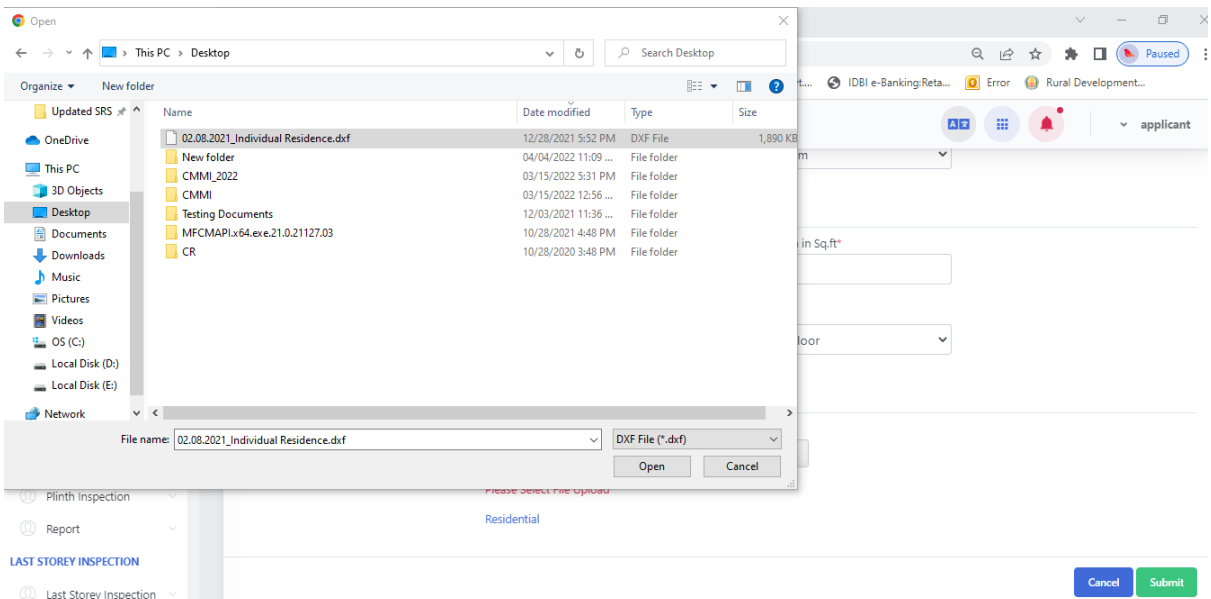 Open
This PC > Desktop
Search Desktop
Paused
Organize
New folder
IDBI e-Banking:Reta...
Error
Rural Development...
Updated SRS
Name
Date modified
Type
Size
applicant
OneDrive
02.08.2021_Individual Residence.dxf 12/28/2021 5:52 PM DXF File 1,890 KB
New folder 04/04/2022 11:09 ... File folder
This PC
CMMI_2022 03/15/2022 5:31 PM File folder
3D Objects
CMMI 03/15/2022 12:56 ... File folder
Desktop
Testing Documents 12/03/2021 11:36 ... File folder
Documents
MFCMAPI.x64.exe.21.0.21127.03 10/28/2021 4:48 PM File folder
in Sq.ft*
Downloads
CR 10/28/2020 3:48 PM File folder
Music
Pictures
Videos
OS (C:)
loor
Local Disk (D:)
Local Disk (E:)
Network
File name: 02.08.2021_Individual Residence.dxf
DXF File (*.dxf)
Open
Cancel
Please Select File Upload
Plinth Inspection
Residential
Report
LAST STOREY INSPECTION
Cancel
Submit
Last Storey Inspection